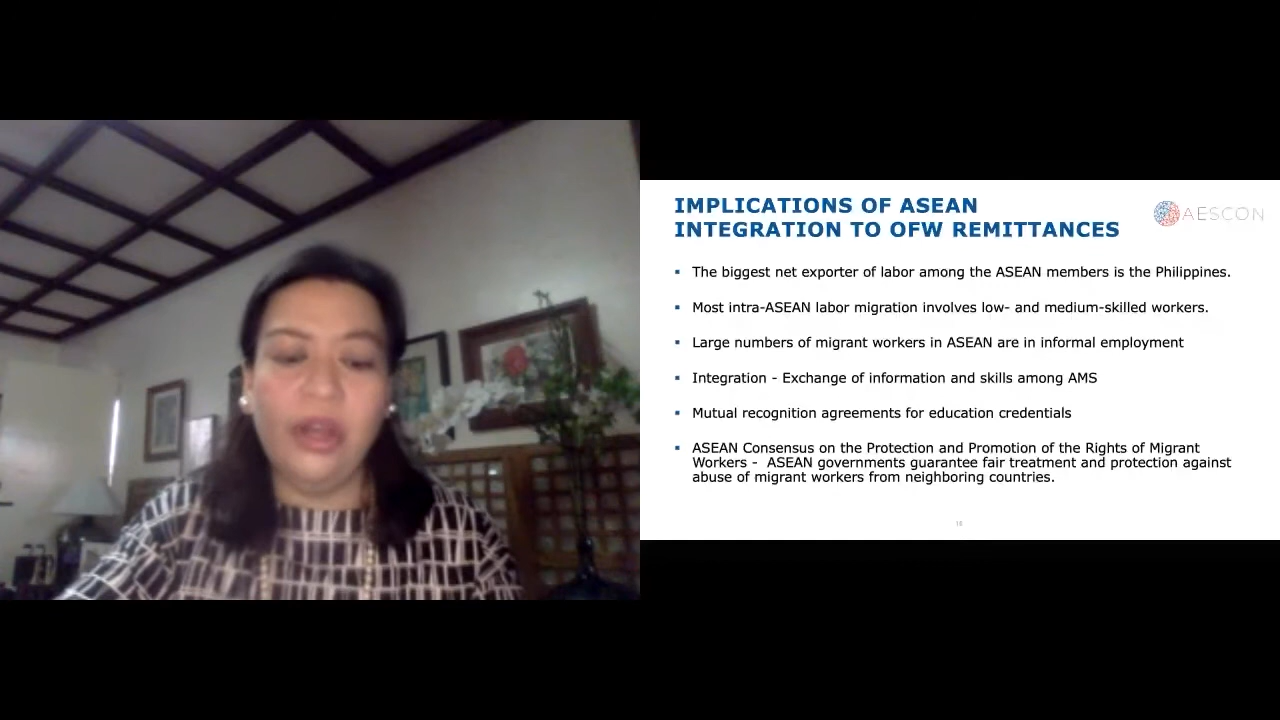 IMPLICATIONS OF ASEAN
INTEGRATION TO OFW REMITTANCES
AESCON
▪ The biggest net exporter of labor among the ASEAN members is the Philippines.
▪ Most intra-ASEAN labor migration involves low- and medium-skilled workers.
▪ Large numbers of migrant workers in ASEAN are in informal employment
▪ Integration - Exchange of information and skills among AMS
▪ Mutual recognition agreements for education credentials
▪ ASEAN Consensus on the Protection and Promotion of the Rights of Migrant
Workers - ASEAN governments guarantee fair treatment and protection against
abuse of migrant workers from neighboring countries.